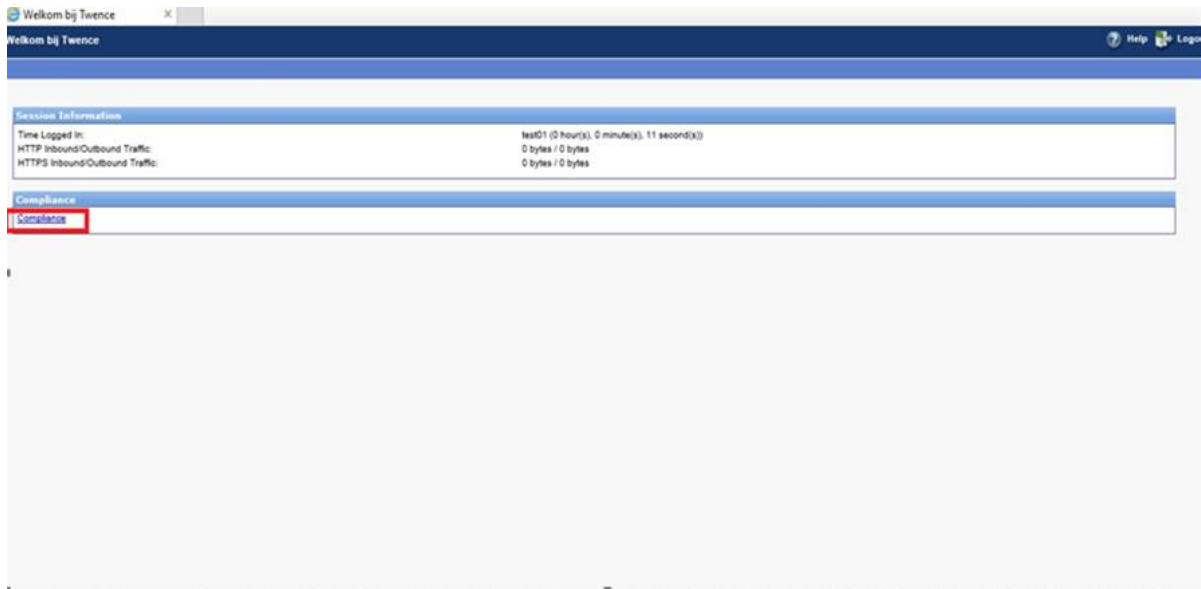 Welkom bij Twence
Welkom bij Twence Help Logou
Session Information
Time Logged In: test01 (0 hour(s), 0 minute(s), 11 second(s))
HTTP Inbound/Outbound Traffic: 0 bytes / 0 bytes
HTTPS Inbound/Outbound Traffic: 0 bytes / 0 bytes
Compliance
Compliance